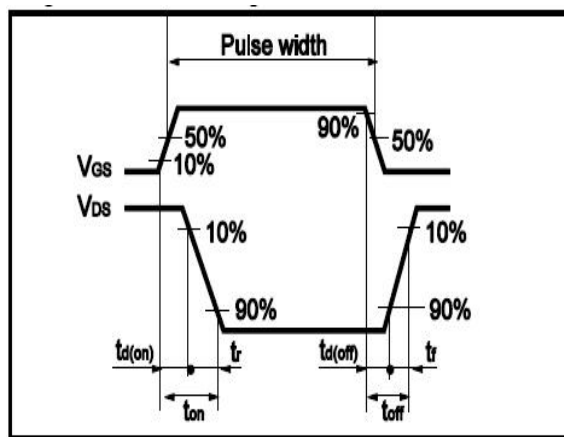 Pulse width
90%
50%
50%
10%
VGS
VDS
10%
10%
90%
90%
td(on)
tr
td(off)
tf
ton
toff